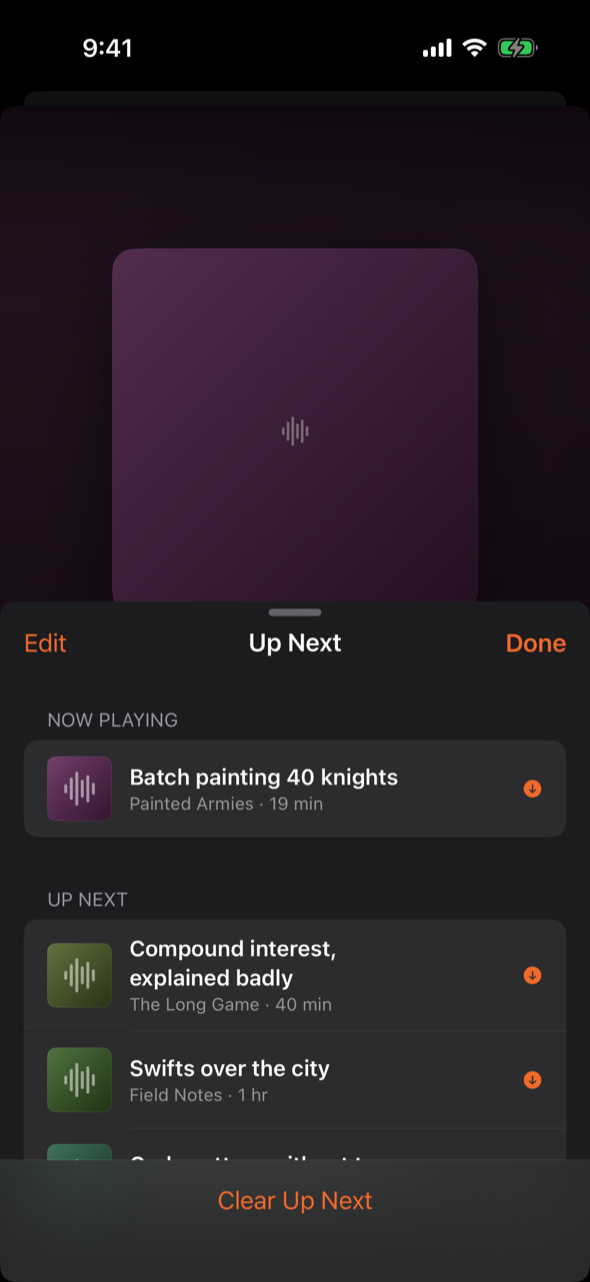 9:41
Edit
Up Next
Done
NOW PLAYING
Batch painting 40 knights
Painted Armies · 19 min
UP NEXT
Compound interest,
explained badly
The Long Game · 40 min
Swifts over the city
Field Notes · 1 hr
Clear Up Next